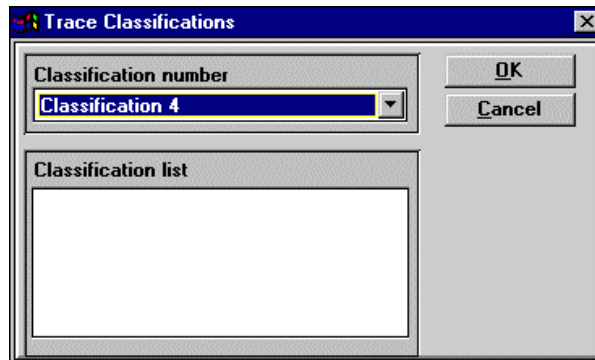 Trace Classifications
Classification number
Classification 4
OK
Cancel
Classification list